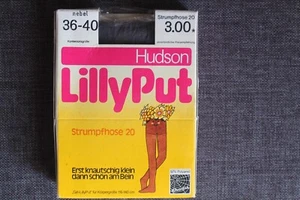 nebel
36-40
Strumpfhose 20
3.00
Hudson
LillyPut
Strumpfhose 20
Erst knautschig klein
dann schön am Bein